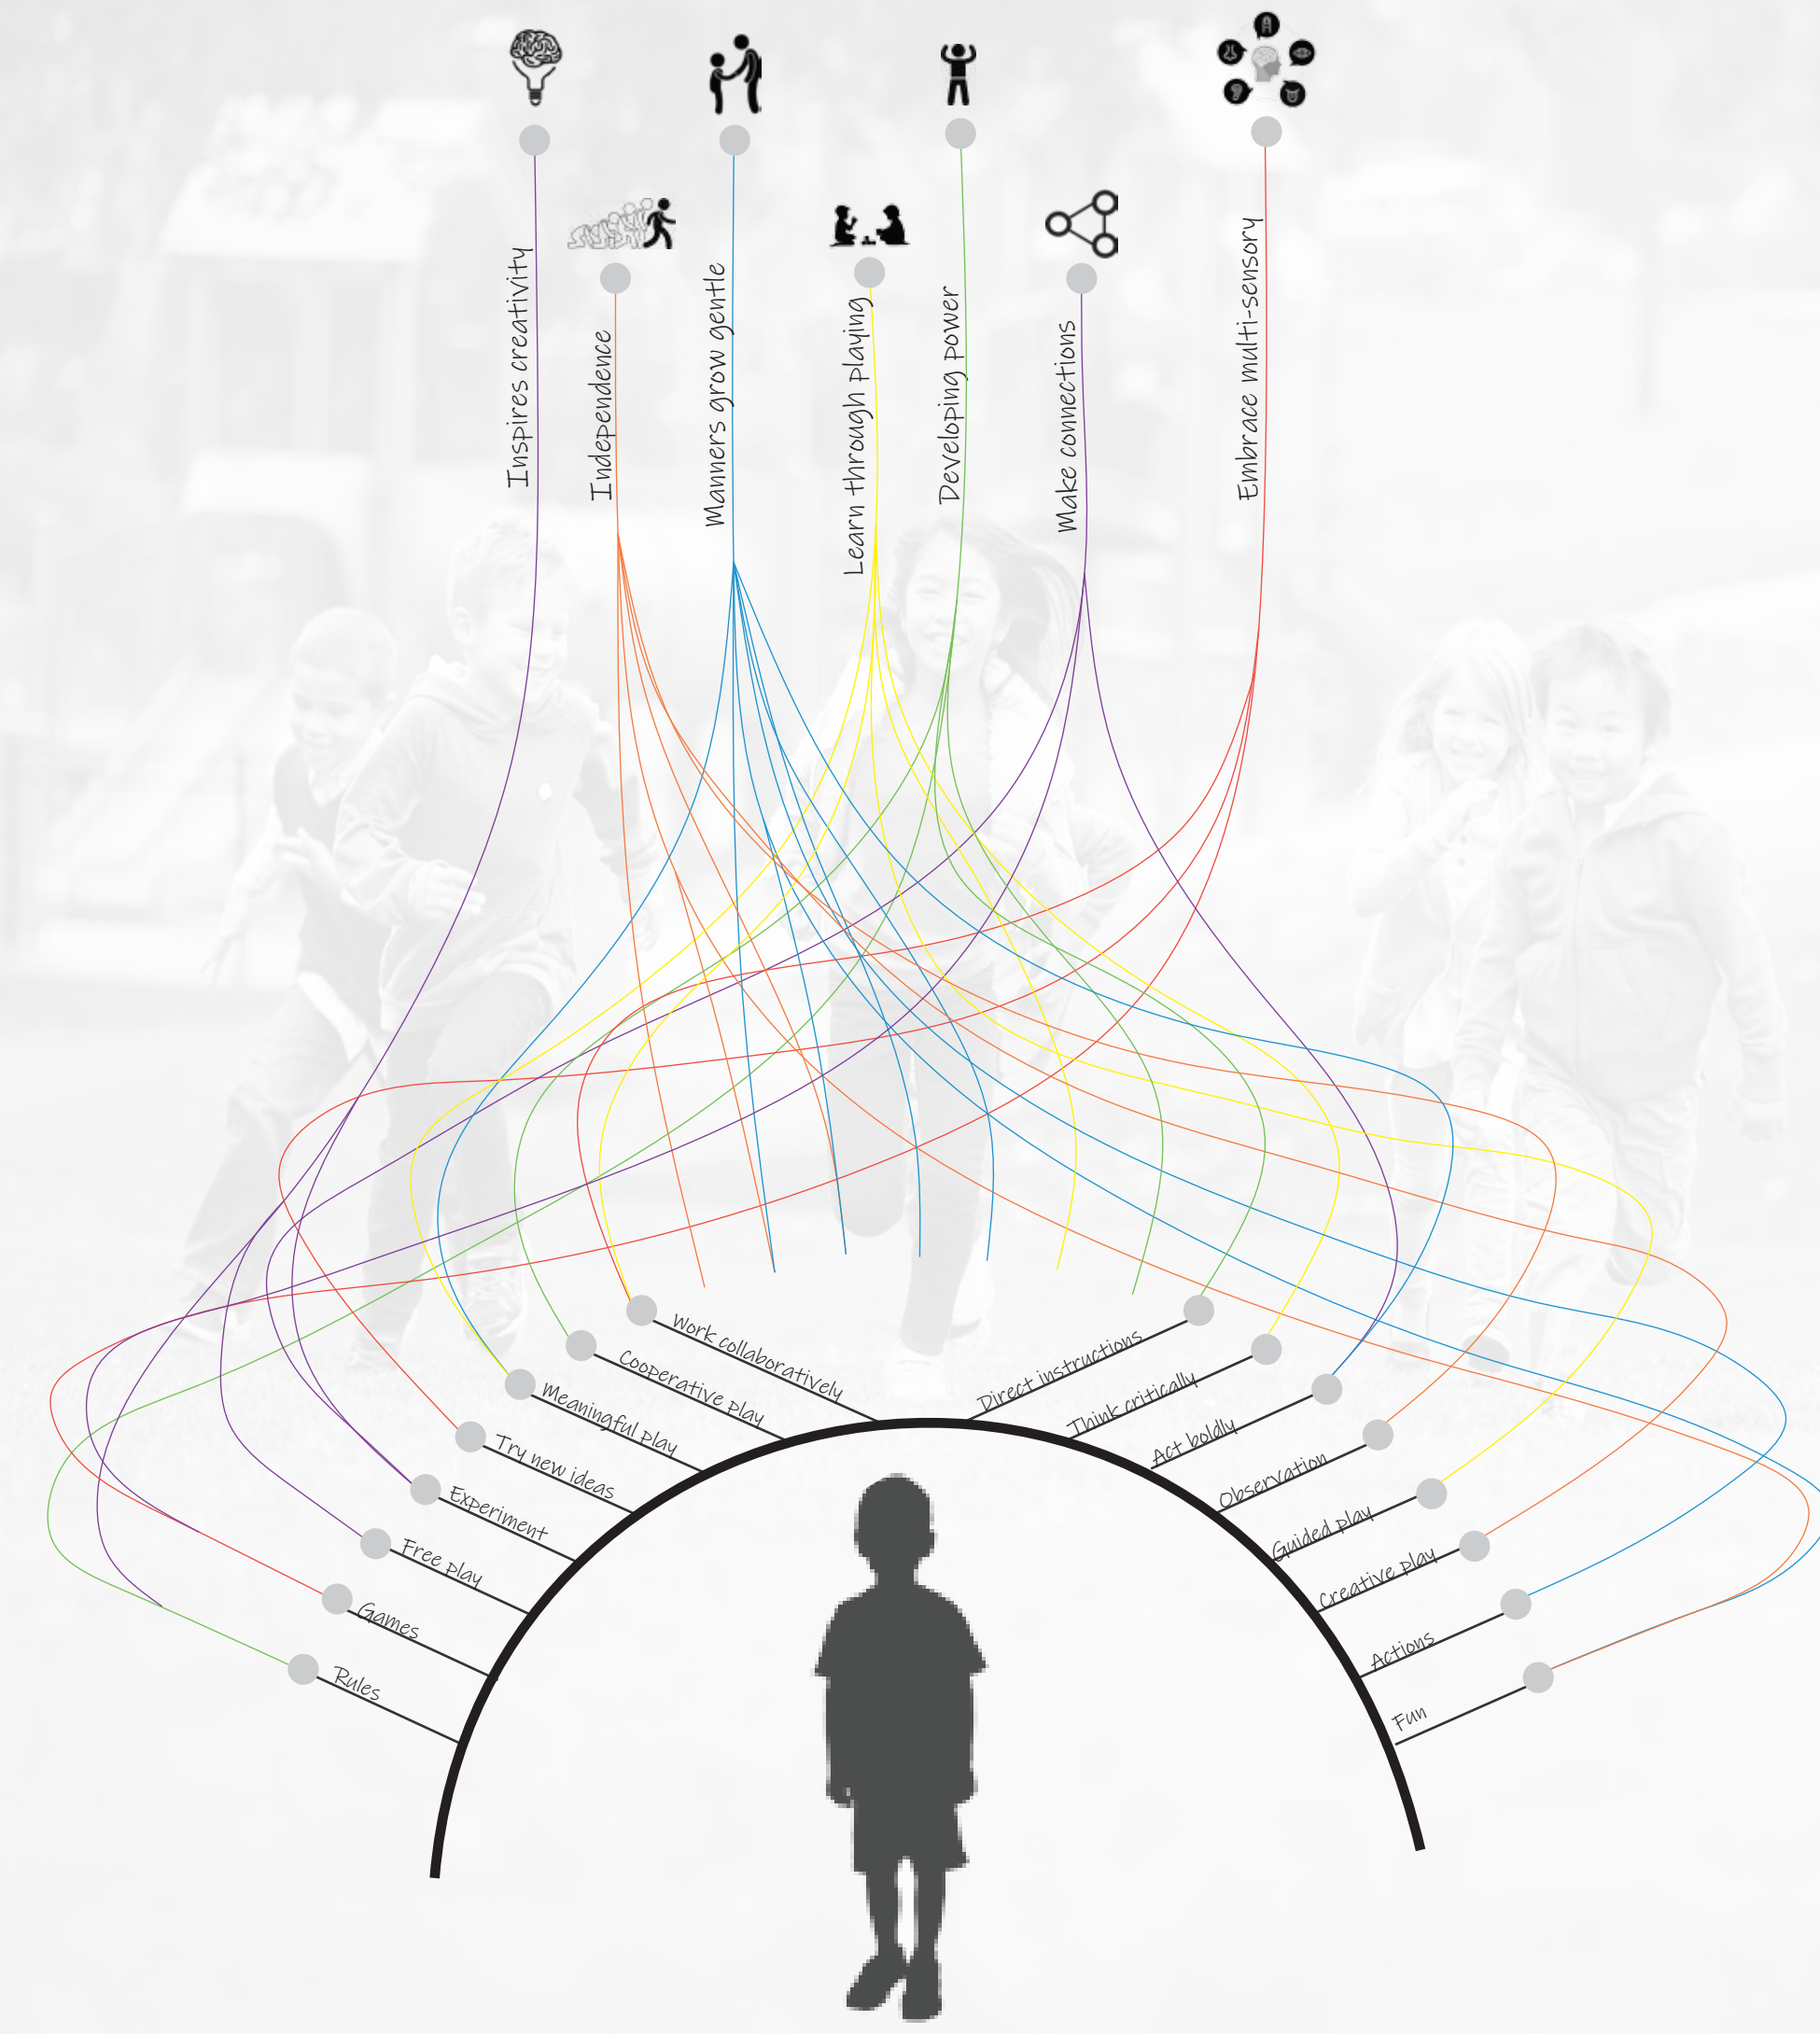 Inspires creativity
Independence
Manners grow gentle
Learn through playing
Developing power
Make connections
Embrace multi-sensory
Work collaboratively
Cooperative play
Meaningful play
Try new ideas
Experiment
Free play
Games
Rules
Direct instructions
Think critically
Act boldly
Observation
Guided play
Creative play
Actions
Fun